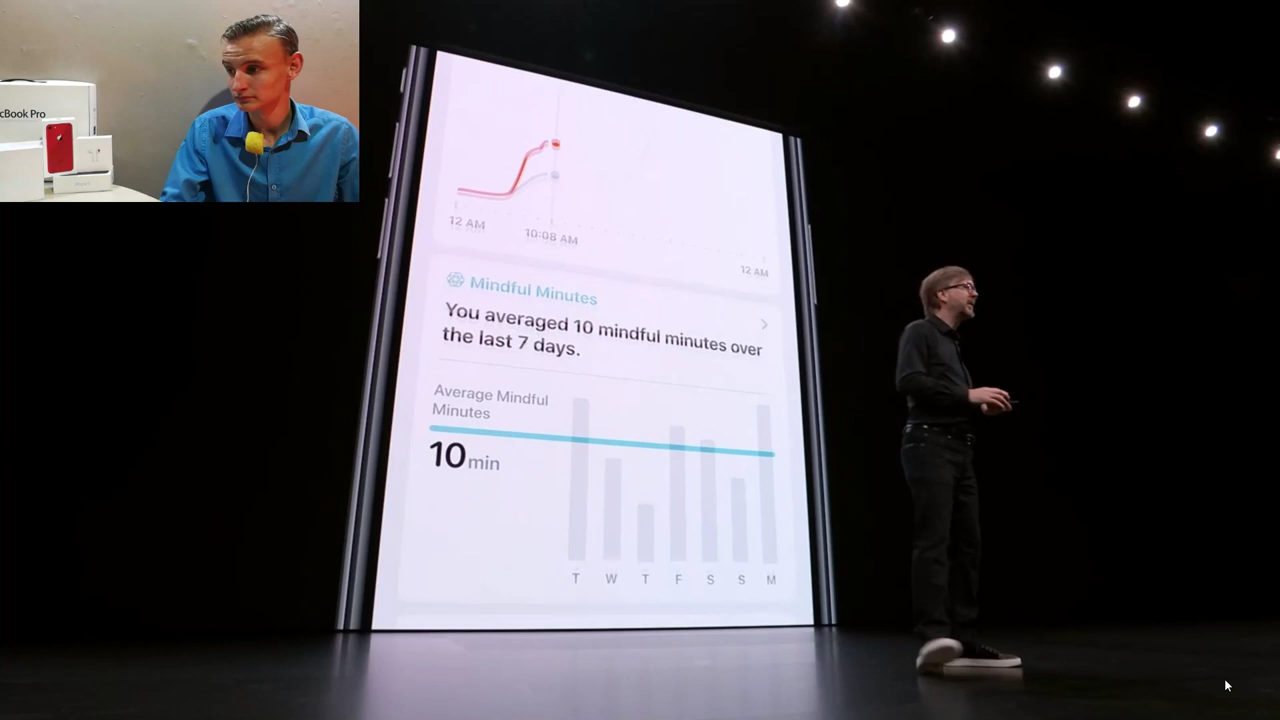 cBook Pro
12 AM
10:08 AM
12 AM
Mindful Minutes
You averaged 10 mindful minutes over
the last 7 days.
Average Mindful
Minutes
10 min
T W T F S S M